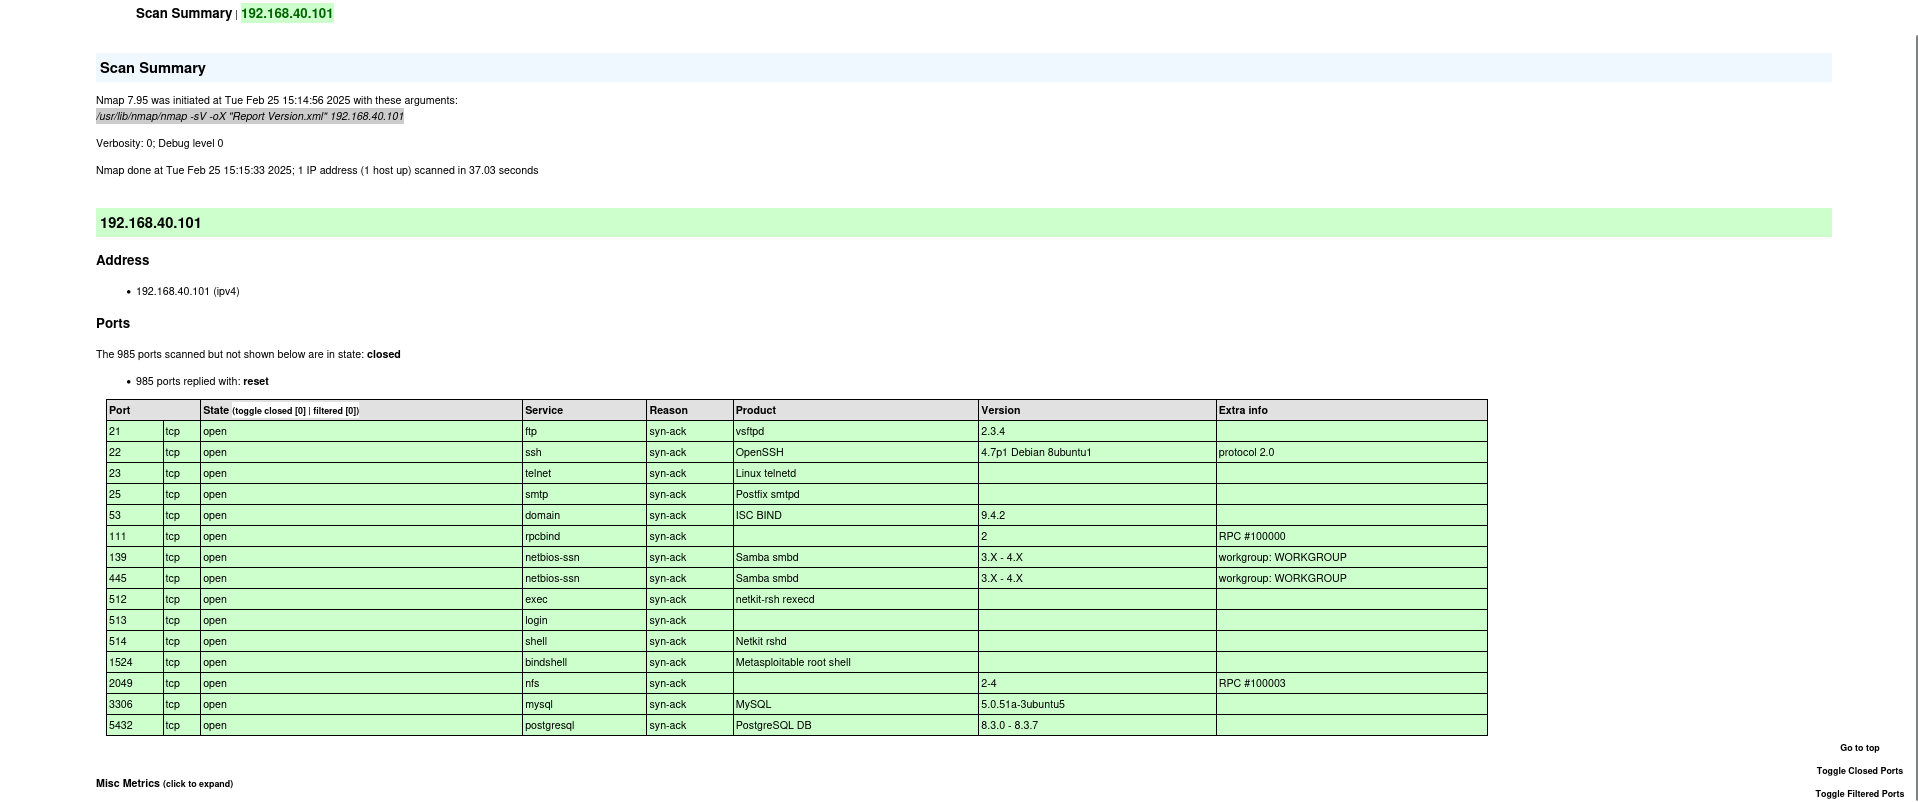 Scan Summary | 192.168.40.101
Scan Summary
Nmap 7.95 was initiated at Tue Feb 25 15:14:56 2025 with these arguments:
/usr/lib/nmap/nmap -sV -oX "Report Version.xml" 192.168.40.101
Verbosity: 0; Debug level 0
Nmap done at Tue Feb 25 15:15:33 2025; 1 IP address (1 host up) scanned in 37.03 seconds
192.168.40.101
Address
• 192.168.40.101 (ipv4)
Ports
The 985 ports scanned but not shown below are in state: closed
• 985 ports replied with: reset
Port State (toggle closed [0] | filtered [0]) Service Reason Product Version Extra info
21 tcp open ftp syn-ack vsftpd 2.3.4
22 tcp open ssh syn-ack OpenSSH 4.7p1 Debian 8ubuntu1 protocol 2.0
23 tcp open telnet syn-ack Linux telnetd
25 tcp open smtp syn-ack Postfix smtpd
53 tcp open domain syn-ack ISC BIND 9.4.2
111 tcp open rpcbind syn-ack 2 RPC #100000
139 tcp open netbios-ssn syn-ack Samba smbd 3.X - 4.X workgroup: WORKGROUP
445 tcp open netbios-ssn syn-ack Samba smbd 3.X - 4.X workgroup: WORKGROUP
512 tcp open exec syn-ack netkit-rsh rexecd
513 tcp open login syn-ack
514 tcp open shell syn-ack Netkit rshd
1524 tcp open bindshell syn-ack Metasploitable root shell
2049 tcp open nfs syn-ack 2-4 RPC #100003
3306 tcp open mysql syn-ack MySQL 5.0.51a-3ubuntu5
5432 tcp open postgresql syn-ack PostgreSQL DB 8.3.0 - 8.3.7
Go to top
Toggle Closed Ports
Misc Metrics (click to expand)
Toggle Filtered Ports